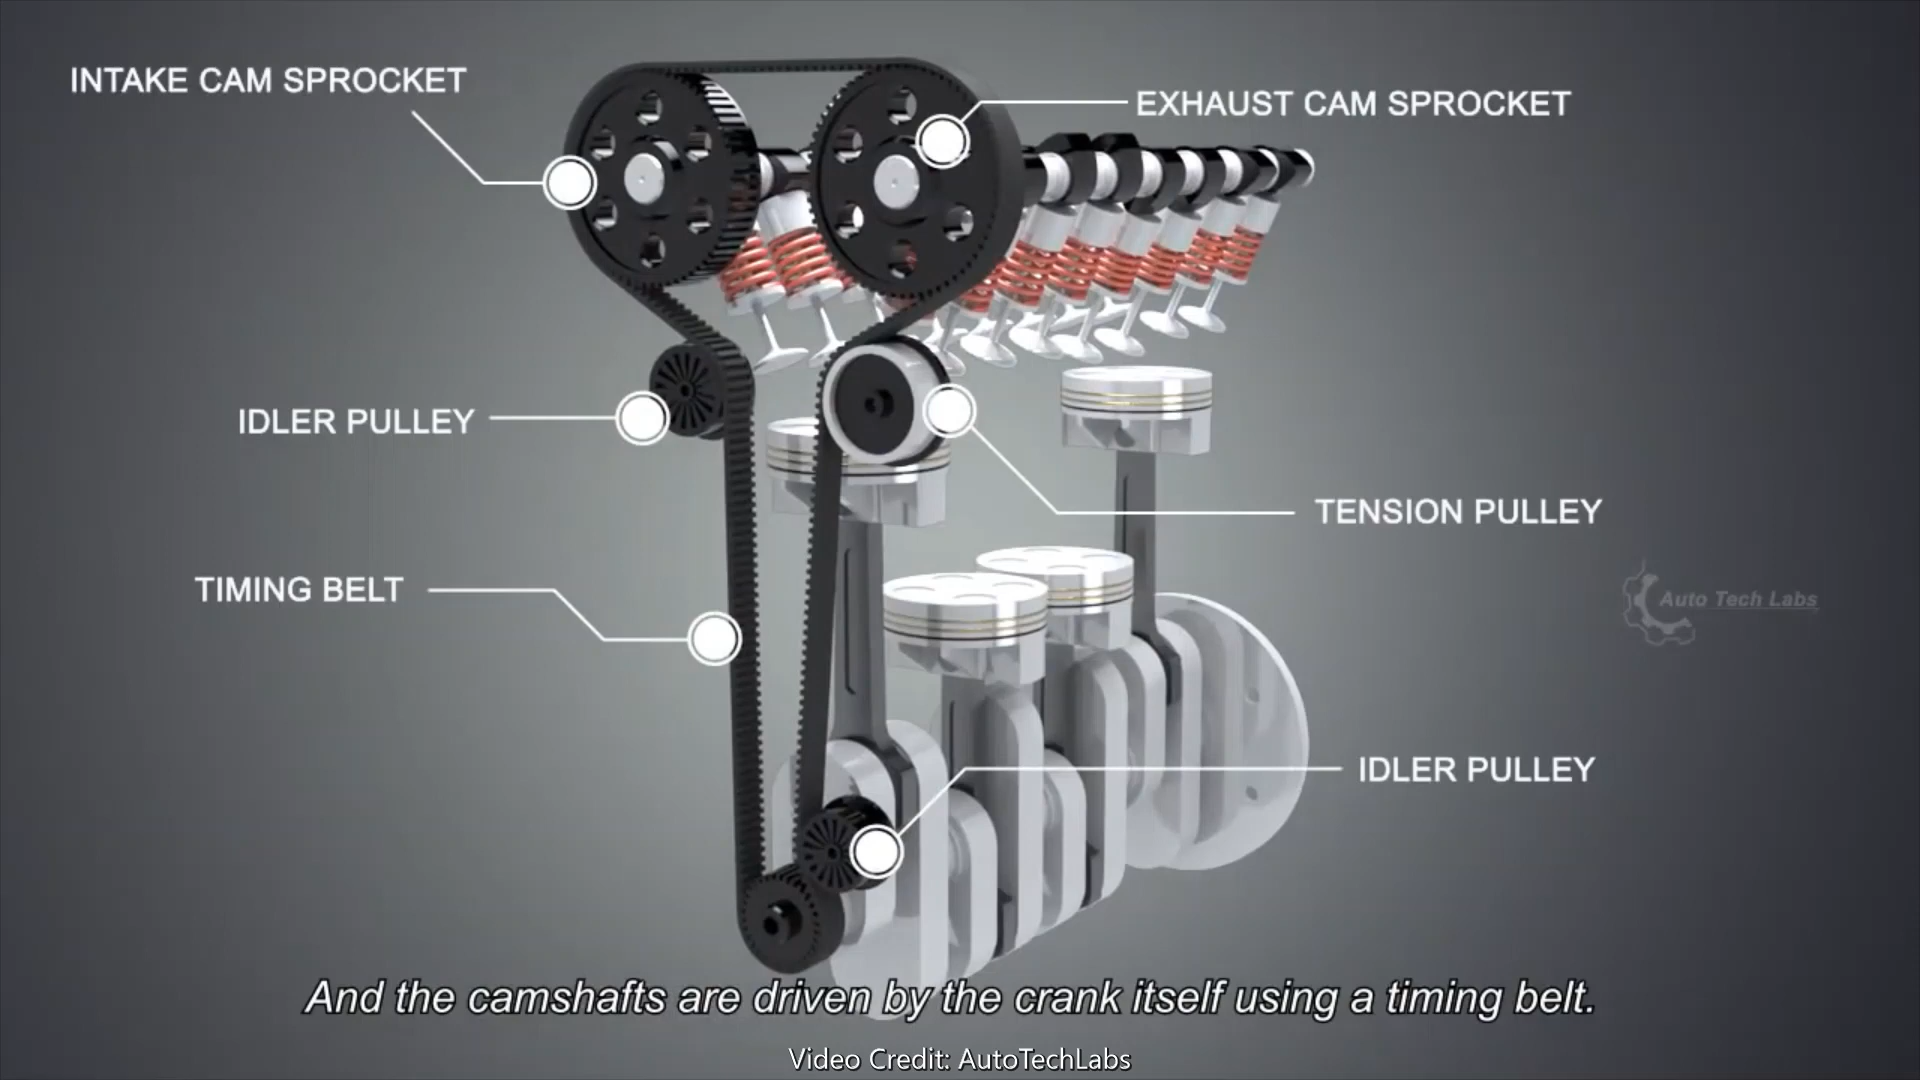 INTAKE CAM SPROCKET
EXHAUST CAM SPROCKET
IDLER PULLEY
TENSION PULLEY
TIMING BELT
Auto Tech Labs
IDLER PULLEY
And the camshafts are driven by the crank itself using a timing belt.
Video Credit: AutoTechLabs